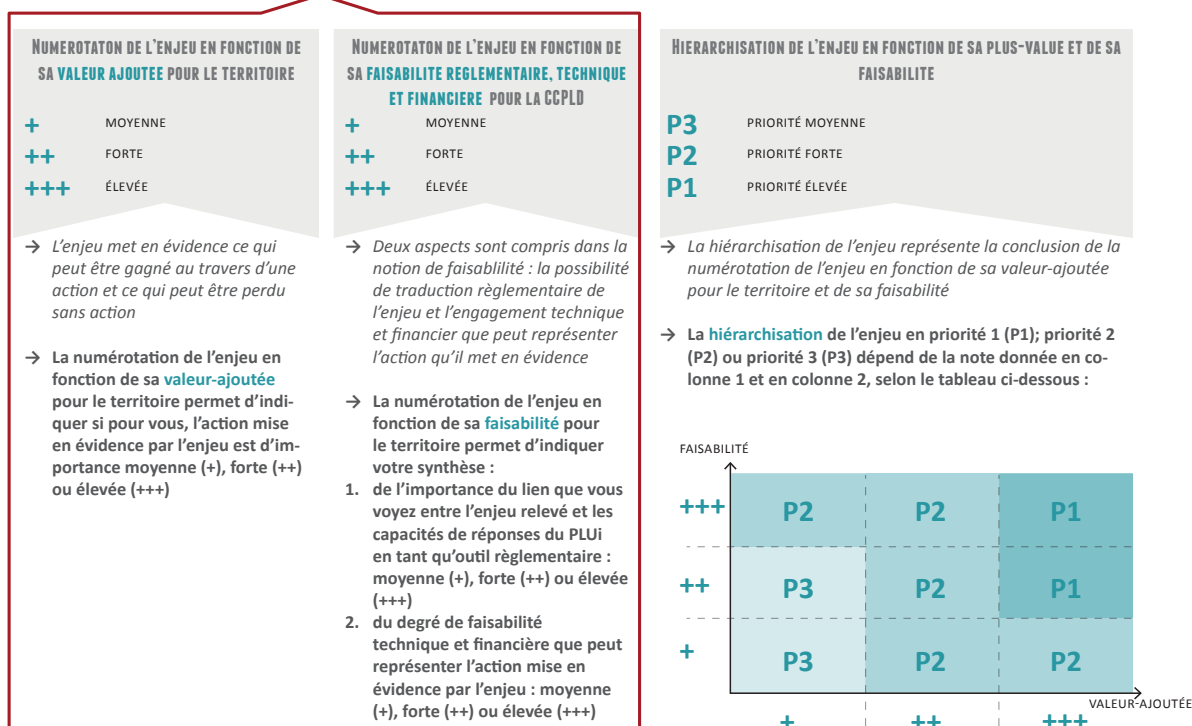 NUMEROTATON DE L'ENJEU EN FONCTION DE
SA VALEUR AJOUTEE POUR LE TERRITOIRE
+ MOYENNE
++ FORTE
+++ ÉLEVÉE
→ L'enjeu met en évidence ce qui
peut être gagné au travers d'une
action et ce qui peut être perdu
sans action
→ La numérotation de l'enjeu en
fonction de sa valeur-ajoutée
pour le territoire permet d'indi-
quer si pour vous, l'action mise
en évidence par l'enjeu est d'im-
portance moyenne (+), forte (++)
ou élevée (+++)
NUMEROTATON DE L'ENJEU EN FONCTION DE
SA FAISABILITE REGLEMENTAIRE, TECHNIQUE
ET FINANCIERE POUR LA CCPLD
+ MOYENNE
++ FORTE
+++ ÉLEVÉE
→ Deux aspects sont compris dans la
notion de faisablilité : la possibilité
de traduction règlementaire de
l'enjeu et l'engagement technique
et financier que peut représenter
l'action qu'il met en évidence
→ La numérotation de l'enjeu en
fonction de sa faisabilité pour
le territoire permet d'indiquer
votre synthèse :
1. de l'importance du lien que vous
voyez entre l'enjeu relevé et les
capacités de réponses du PLUi
en tant qu'outil règlementaire :
moyenne (+), forte (++) ou élevée
(+++)
2. du degré de faisabilité
technique et financière que peut
représenter l'action mise en
évidence par l'enjeu : moyenne
(+), forte (++) ou élevée (+++)
HIERARCHISATION DE L'ENJEU EN FONCTION DE SA PLUS-VALUE ET DE SA
FAISABILITE
P3 PRIORITÉ MOYENNE
P2 PRIORITÉ FORTE
P1 PRIORITÉ ÉLEVÉE
→ La hiérarchisation de l'enjeu représente la conclusion de la
numérotation de l'enjeu en fonction de sa valeur-ajoutée
pour le territoire et de sa faisabilité
→ La hiérarchisation de l'enjeu en priorité 1 (P1); priorité 2
(P2) ou priorité 3 (P3) dépend de la note donnée en co-
lonne 1 et en colonne 2, selon le tableau ci-dessous :
FAISABILITÉ
+++ P2 P2 P1
++ P3 P2 P1
+ P3 P2 P2
VALEUR-AJOUTÉE
+ ++ +++